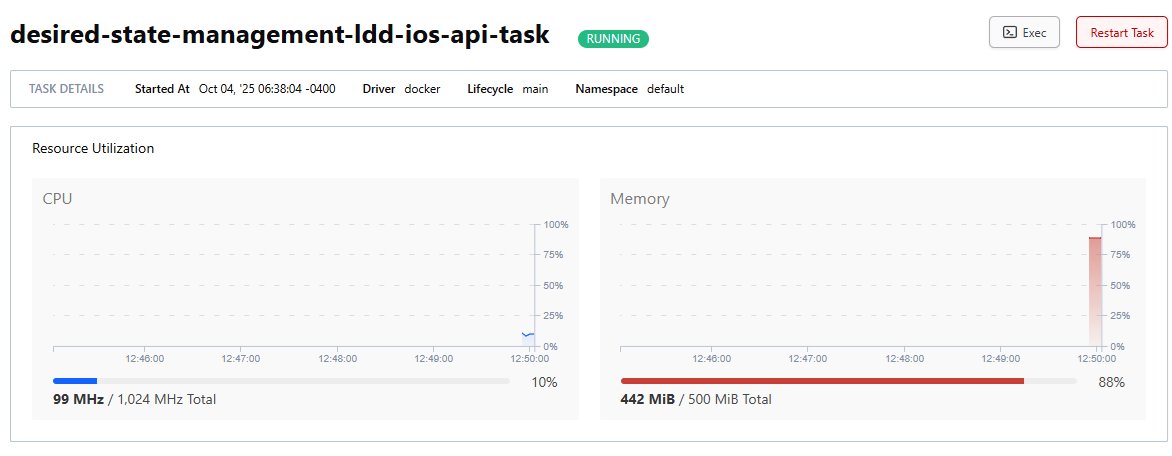 desired-state-management-ldd-ios-api-task RUNNING Exec Restart Task
TASK DETAILS Started At Oct 04, '25 06:38:04 -0400 Driver docker Lifecycle main Namespace default
Resource Utilization
CPU
100%
75%
50%
25%
0%
12:46:00 12:47:00 12:48:00 12:49:00 12:50:00
10%
99 MHz / 1,024 MHz Total
Memory
100%
75%
50%
25%
0%
12:46:00 12:47:00 12:48:00 12:49:00 12:50:00
88%
442 MiB / 500 MiB Total